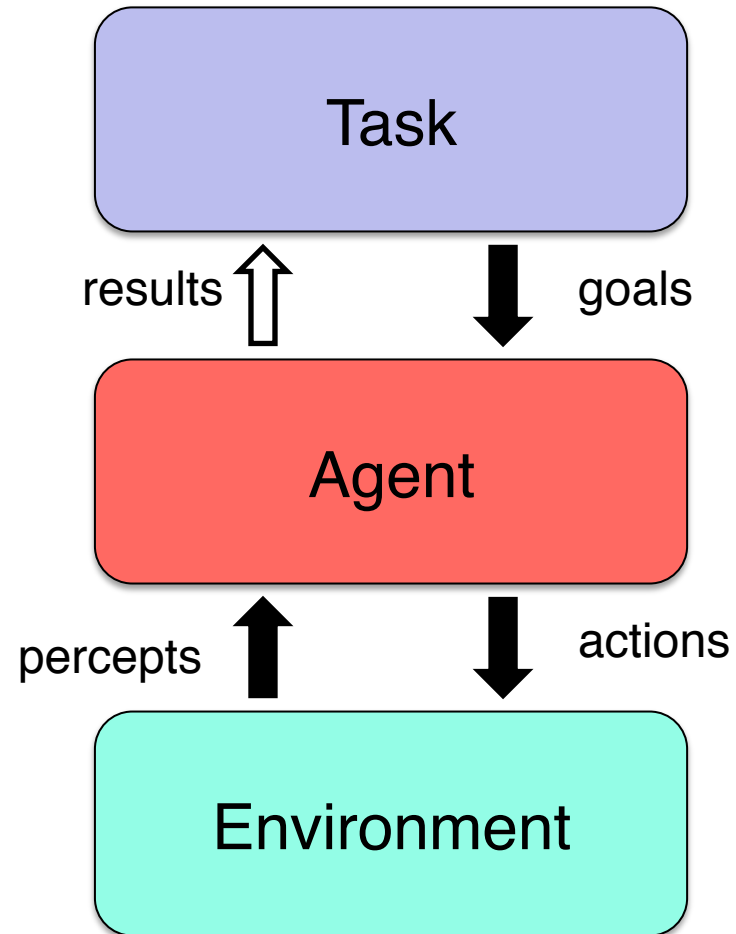 Task
results
goals
Agent
percepts
actions
Environment